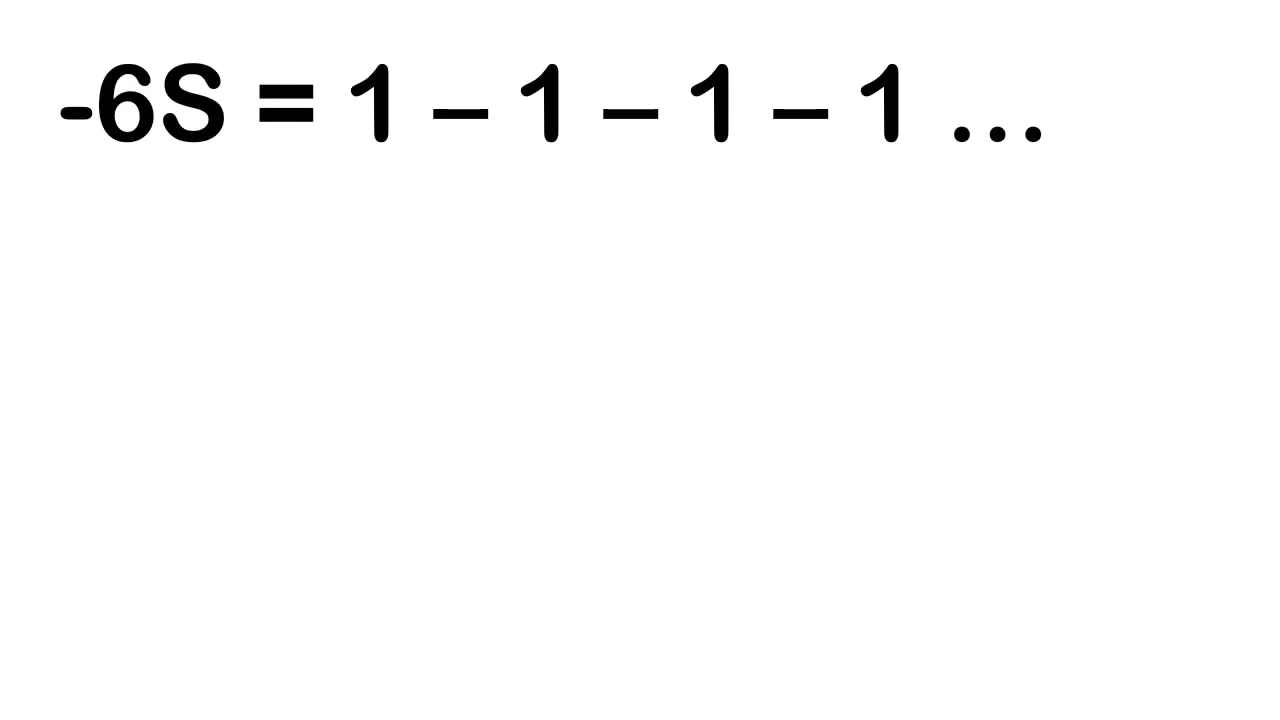 -6S = 1 – 1 – 1 – 1 ...